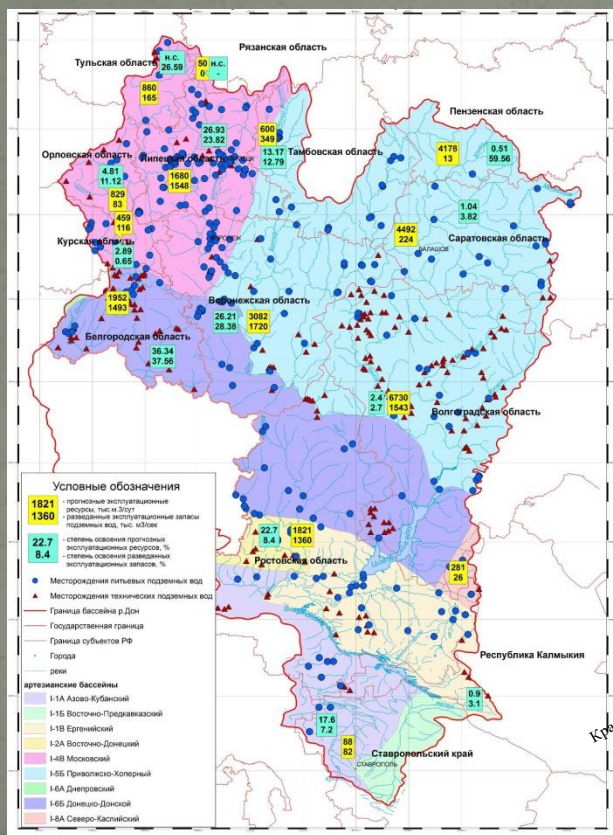 Рязанская область
Тульская область
н.с.
26.59
50
0
н.с.
-
860
165
Пензенская область
26.93
23.82
600
349
13.17
12.79
Тамбовская область
4178
13
0.51
59.56
Орловская область
Липецкая область
4.81
11.12
1680
1548
829
83
459
116
1.04
3.82
4492
224
Саратовская область
БАЛАШОВ
Курская область
2.89
0.65
1952
1493
Воронежская область
26.21
28.38
3082
1720
Белгородская область
36.34
37.56
2.4
2.7
6730
1543
Волгоградская область
Условные обозначения
1821
1360
- прогнозные эксплуатационные
ресурсы, тыс.м.3/сут
- разведанные эксплуатационные запасы
подземных вод, тыс. м3/сек
22.7
8.4
- степень освоения прогнозных
эксплуатационных ресурсов, %
- степень освоения разведанных
эксплуатационных запасов, %
Месторождения питьевых подземных вод
Месторождения технических подземных вод
Граница бассейна р.Дон
Государственная граница
Граница субъектов РФ
Города
реки
артезианские бассейны
I-1А Азово-Кубанский
I-1Б Восточно-Предкавказский
I-1В Ергенийский
I-2А Восточно-Донецкий
I-4В Московский
I-5Б Приволжско-Хоперный
I-6А Днепровский
I-6Б Донецко-Донской
I-8А Северо-Каспийский
22.7
8.4
1821
1360
Ростовская область
281
26
Республика Калмыкия
0.9
3.1
17.6
7.2
88
82
Ставропольский край
СТАВРОПОЛЬ
Кра